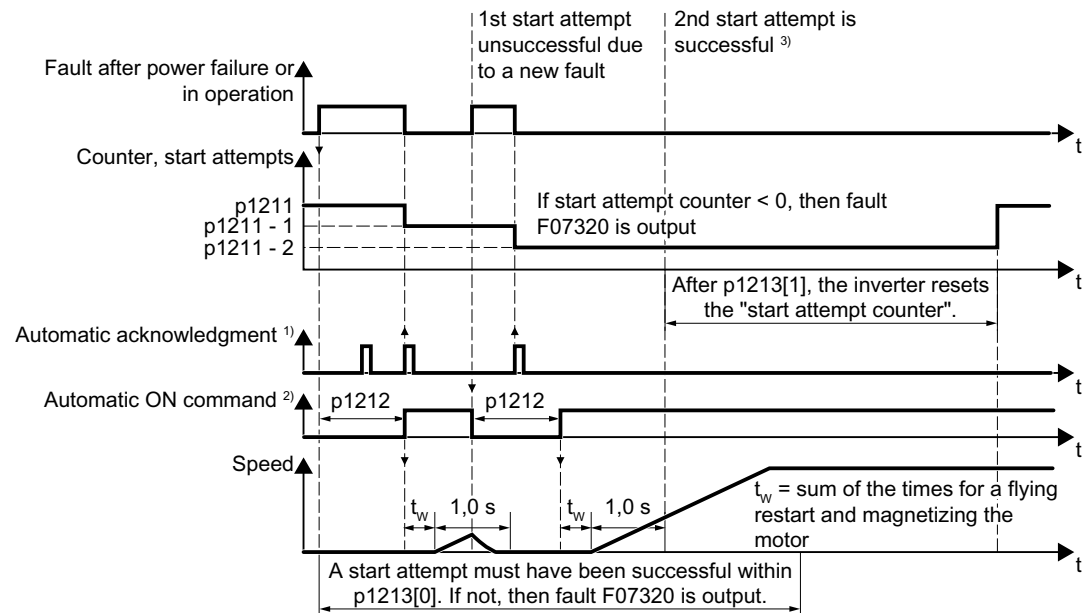 1st start attempt
unsuccessful due
to a new fault
2nd start attempt is
successful 3)
Fault after power failure or
in operation
t
Counter, start attempts
p1211
p1211 - 1
p1211 - 2
If start attempt counter < 0, then fault
F07320 is output
t
After p1213[1], the inverter resets
the "start attempt counter".
Automatic acknowledgment 1)
t
Automatic ON command 2)
p1212
p1212
t
Speed
tw
1,0 s
tw
1,0 s
tw = sum of the times for a flying
restart and magnetizing the
motor
t
A start attempt must have been successful within
p1213[0]. If not, then fault F07320 is output.